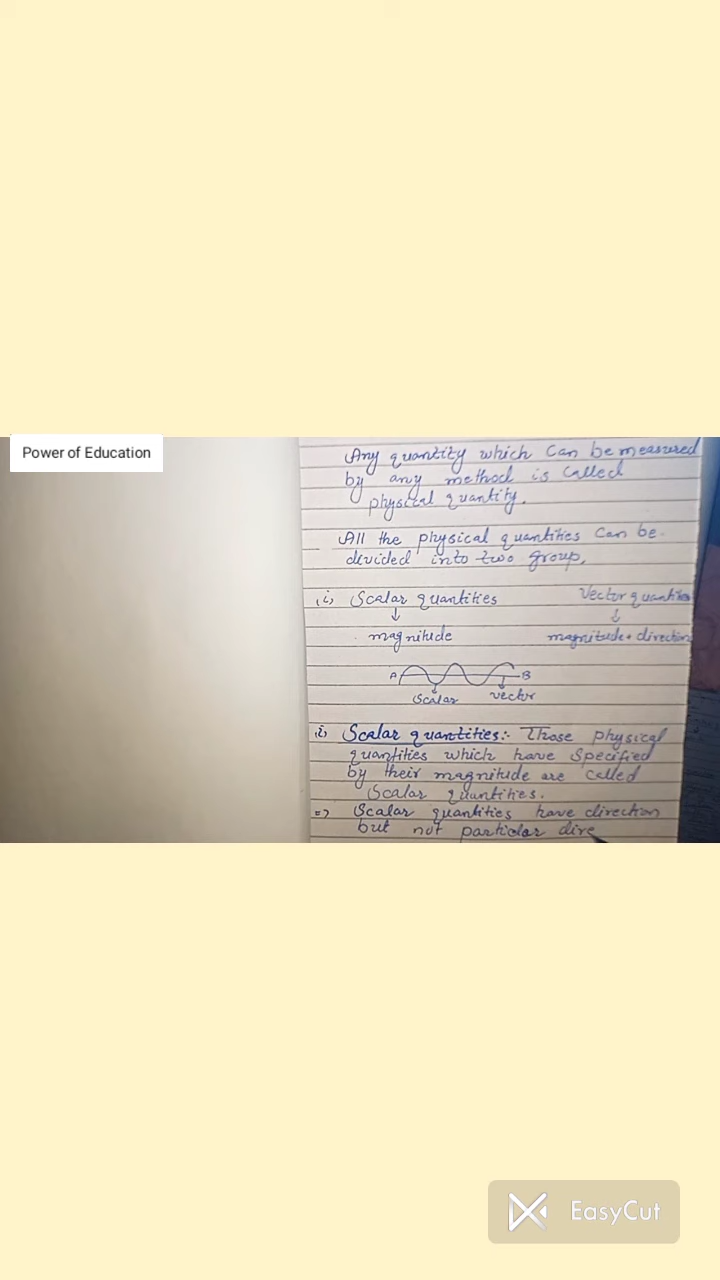 Power of Education
Any quantity which can be measured
by any method is called
physical quantity.
All the physical quantities can be
divided into two group.
(i) Scalar quantities Vector quantities
↓ ↓
magnitude magnitude + direction
A B
Scalar vector
(i) Scalar quantities:- Those physical
quantities which have specified
by their magnitude are called
Scalar quantities.
=> Scalar quantities have direction
but not particlar dire
EasyCut